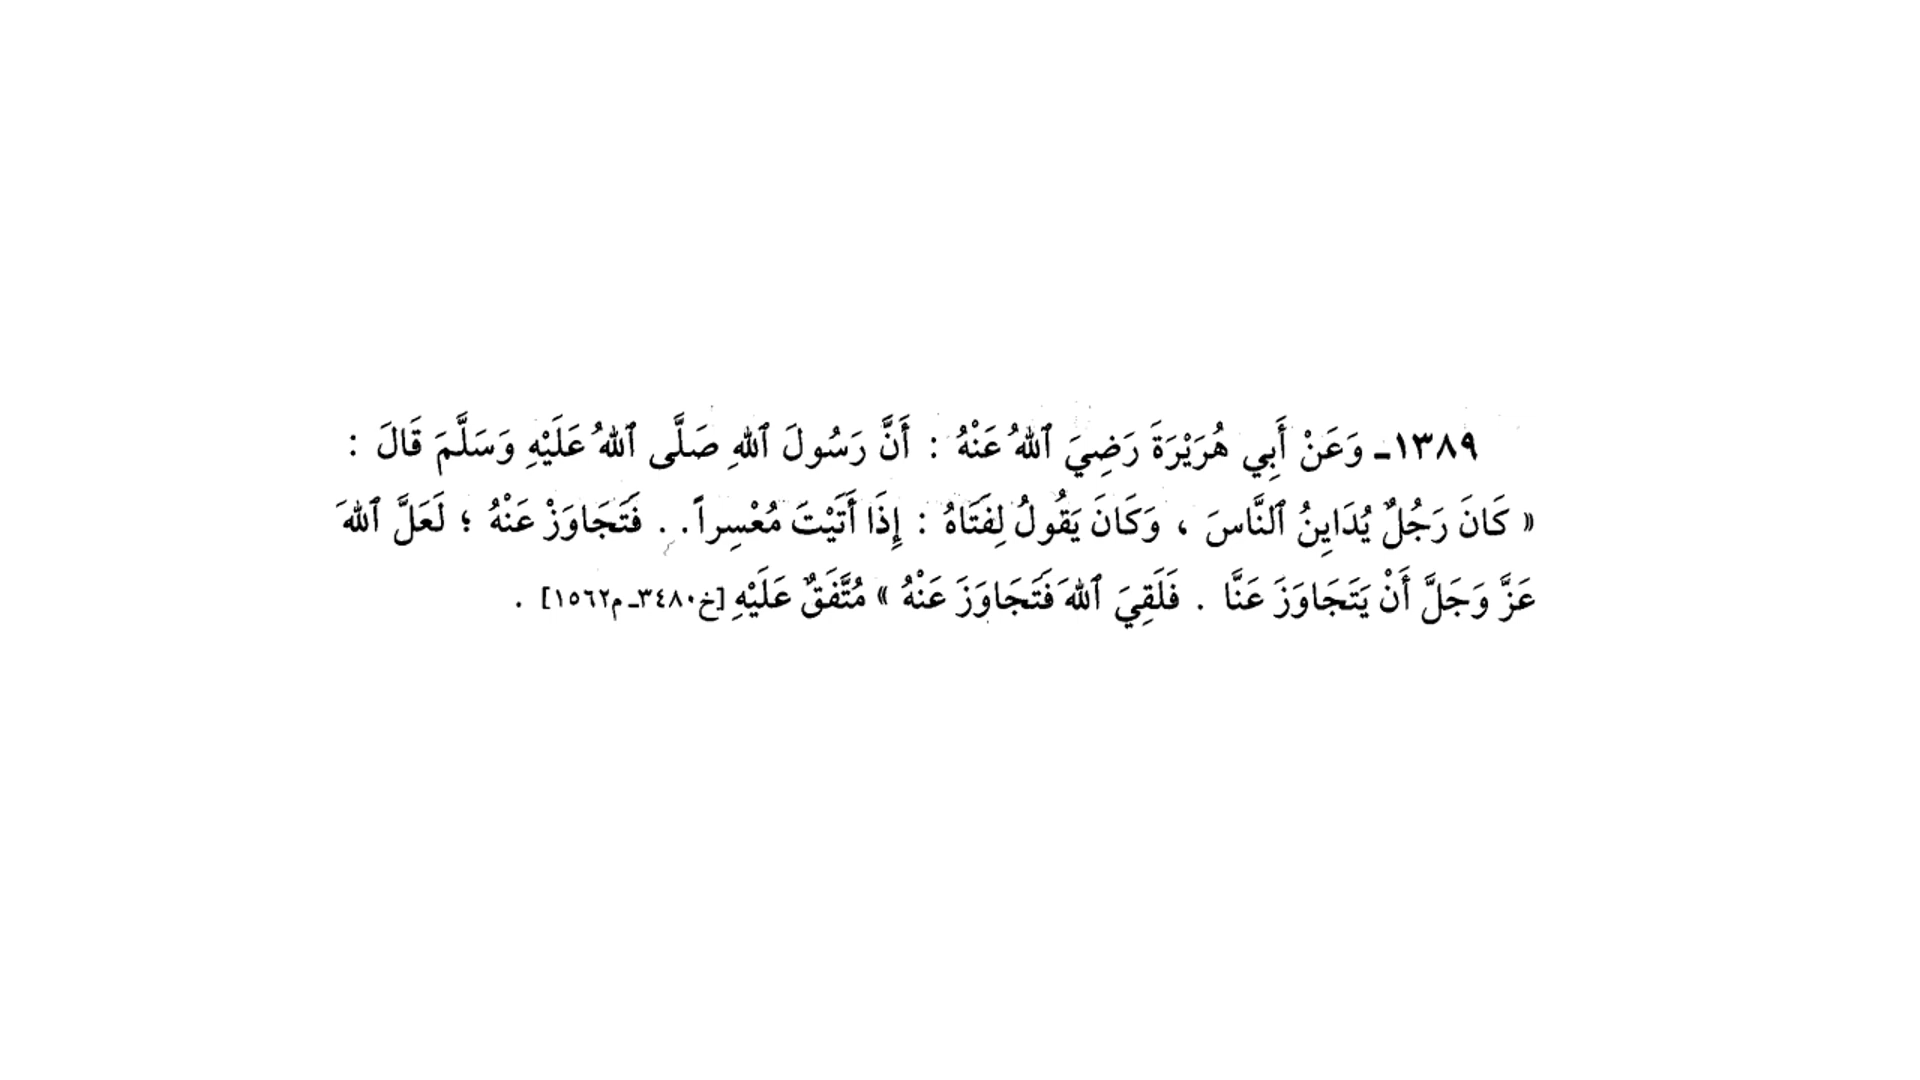 ١٣٨٩ـ وَعَنْ أَبِي هُرَيْرَةَ رَضِيَ ٱللهُ عَنْهُ : أَنَّ رَسُولَ ٱللهِ صَلَّى ٱللهُ عَلَيْهِ وَسَلَّمَ قَالَ :
« كَانَ رَجُلٌ يُدَايِنُ ٱلنَّاسَ ، وَكَانَ يَقُولُ لِفَتَاهُ : إِذَا أَتَيْتَ مُعْسِراً . . فَتَجَاوَزْ عَنْهُ ؛ لَعَلَّ ٱللهَ
عَزَّ وَجَلَّ أَنْ يَتَجَاوَزَ عَنَّا . فَلَقِيَ ٱللهَ فَتَجَاوَزَ عَنْهُ » مُتَّفَقٌ عَلَيْهِ [خ٣٤٨٠ـ م١٥٦٢] .